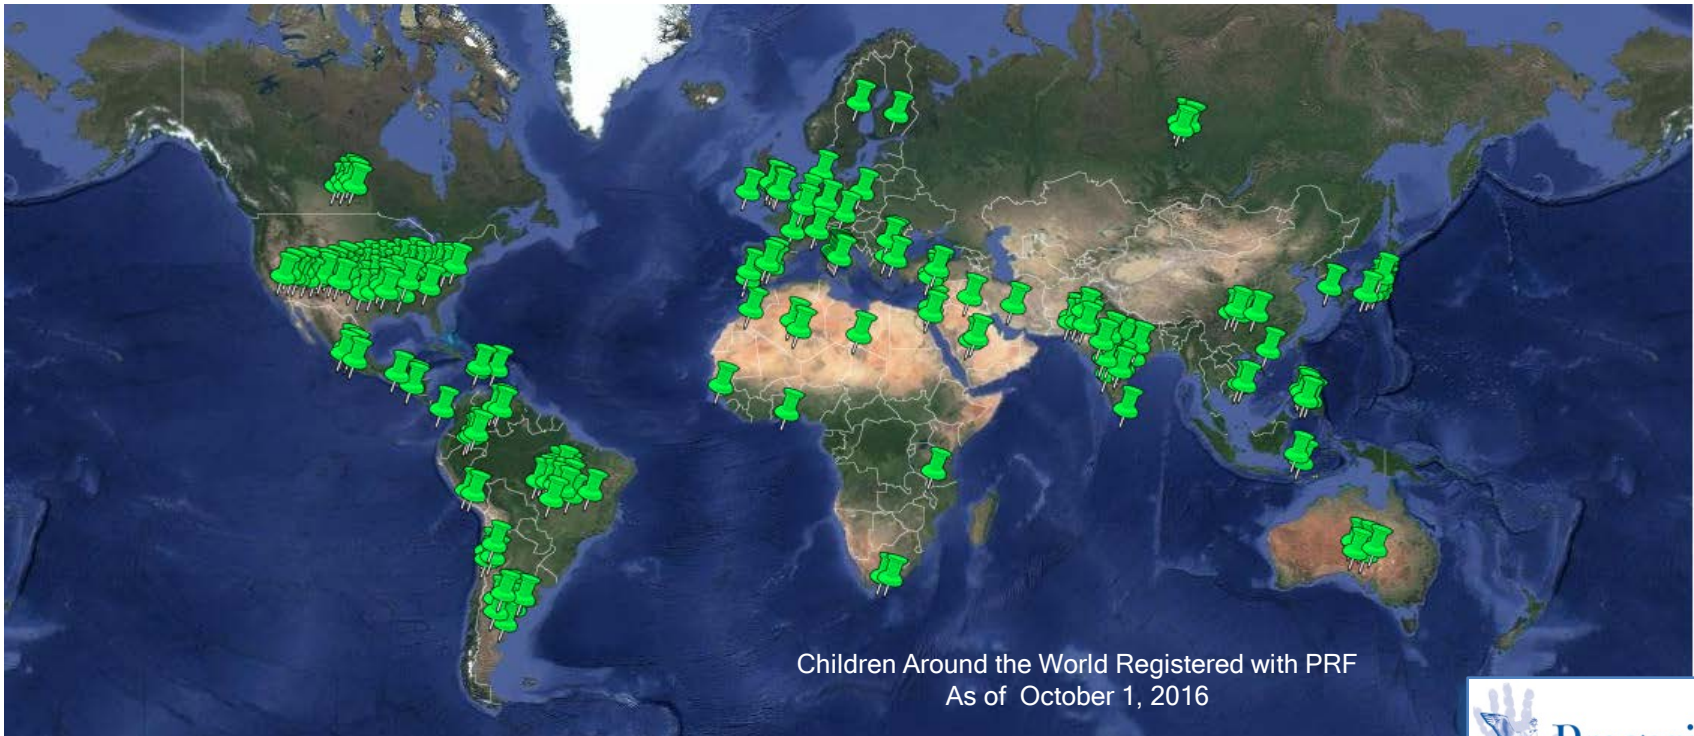 Children Around the World Registered with PRF
As of October 1, 2016